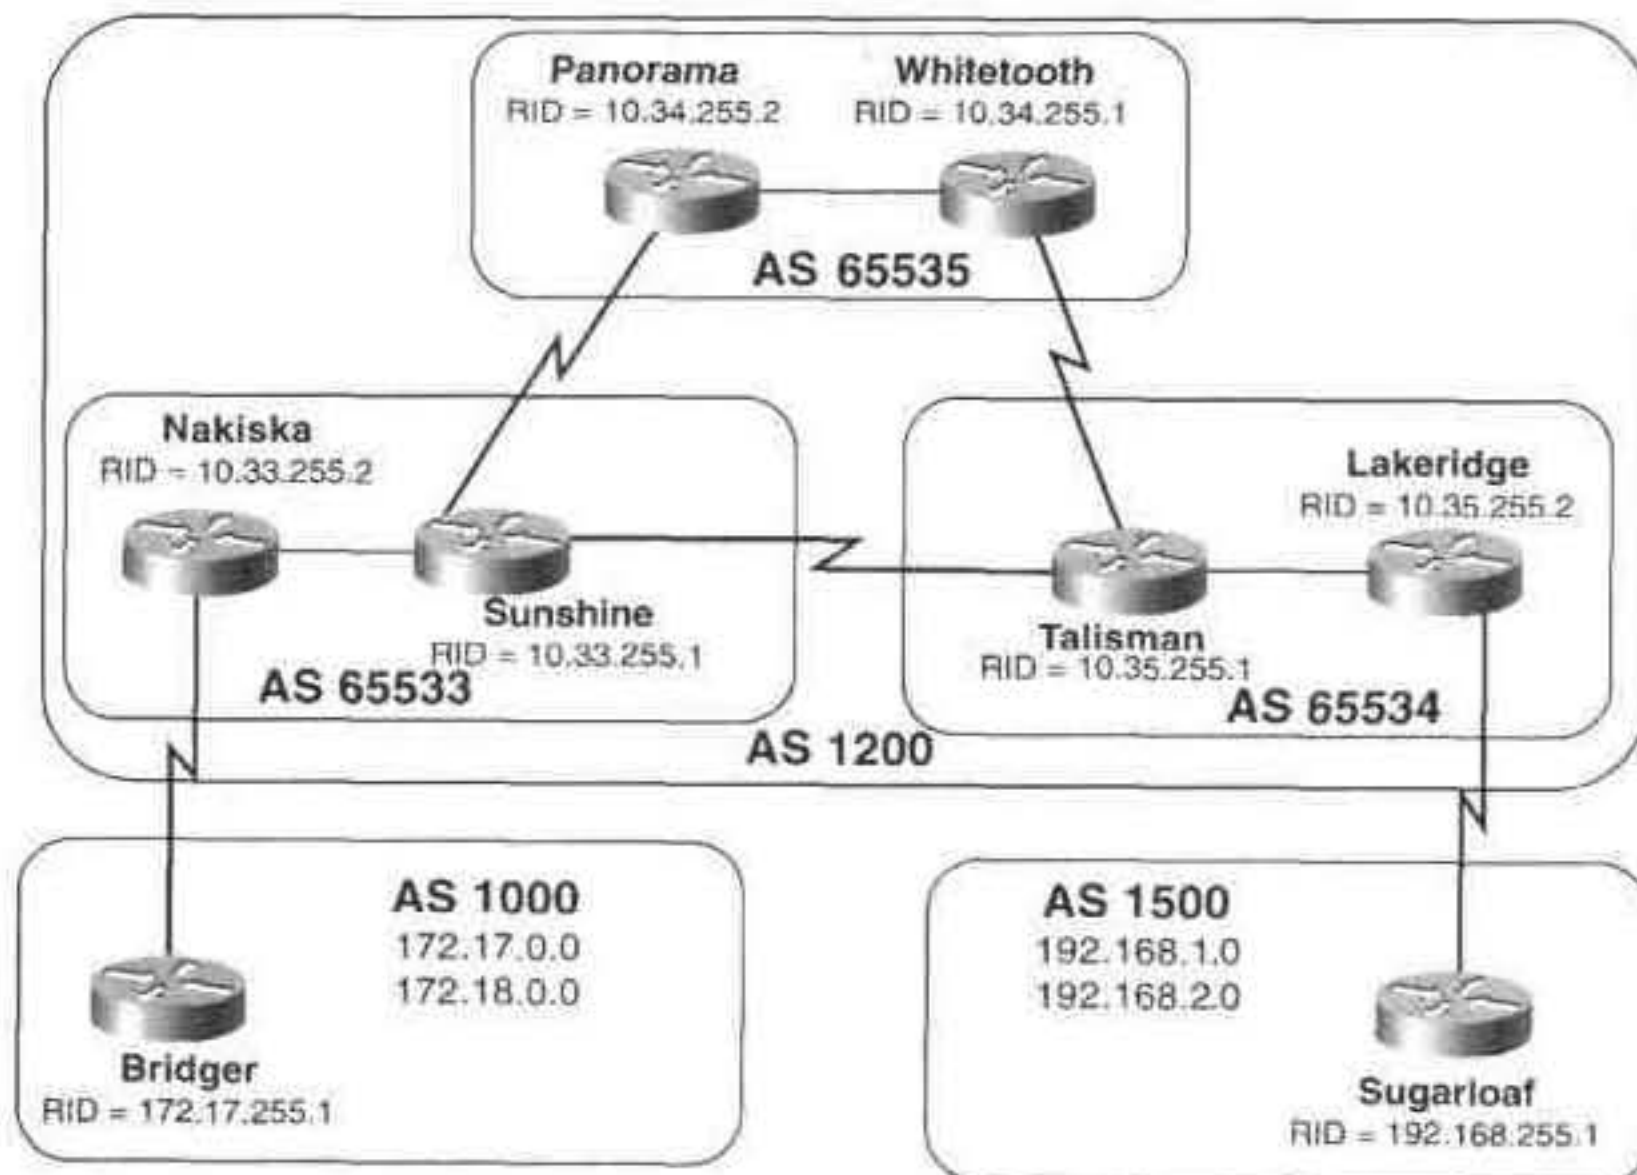 Panorama
RID = 10.34.255.2
Whitetooth
RID = 10.34.255.1
AS 65535
Nakiska
RID = 10.33.255.2
Sunshine
RID = 10.33.255.1
AS 65533
Lakeridge
RID = 10.35.255.2
Talisman
RID = 10.35.255.1
AS 65534
AS 1200
AS 1000
172.17.0.0
172.18.0.0
Bridger
RID = 172.17.255.1
AS 1500
192.168.1.0
192.168.2.0
Sugarloaf
RID = 192.168.255.1